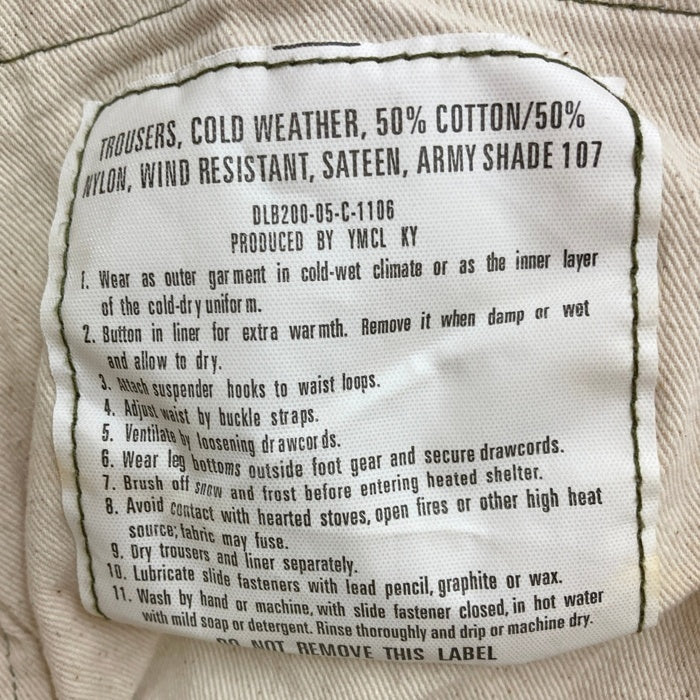 TROUSERS, COLD WEATHER, 50% COTTON/50%
NYLON, WIND RESISTANT, SATEEN, ARMY SHADE 107
DLB200-05-C-1106
PRODUCED BY YMCL KY
1. Wear as outer garment in cold-wet climate or as the inner layer
of the cold-dry uniform.
2. Button in liner for extra warmth. Remove it when damp or wet
and allow to dry.
3. Attach suspender hooks to waist loops.
4. Adjust waist by buckle straps.
5. Ventilate by loosening drawcords.
6. Wear leg bottoms outside foot gear and secure drawcords.
7. Brush off snow and frost before entering heated shelter.
8. Avoid contact with hearted stoves, open fires or other high heat
source; fabric may fuse.
9. Dry trousers and liner separately.
10. Lubricate slide fasteners with lead pencil, graphite or wax.
11. Wash by hand or machine, with slide fastener closed, in hot water
with mild soap or detergent. Rinse thoroughly and drip or machine dry.
DO NOT REMOVE THIS LABEL